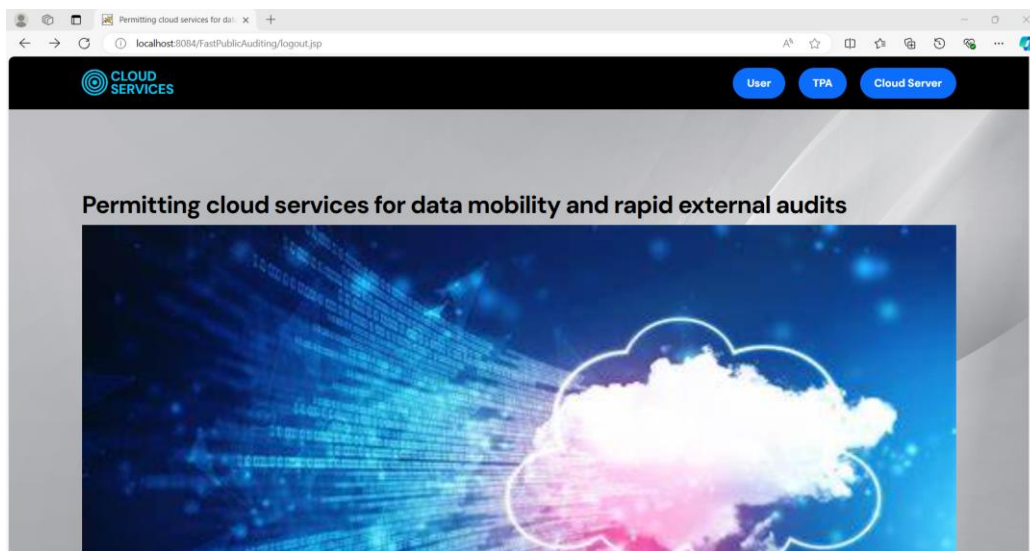 Permitting cloud services for dat
localhost:8084/FastPublicAuditing/logout.jsp
CLOUD
SERVICES
User
TPA
Cloud Server
Permitting cloud services for data mobility and rapid external audits